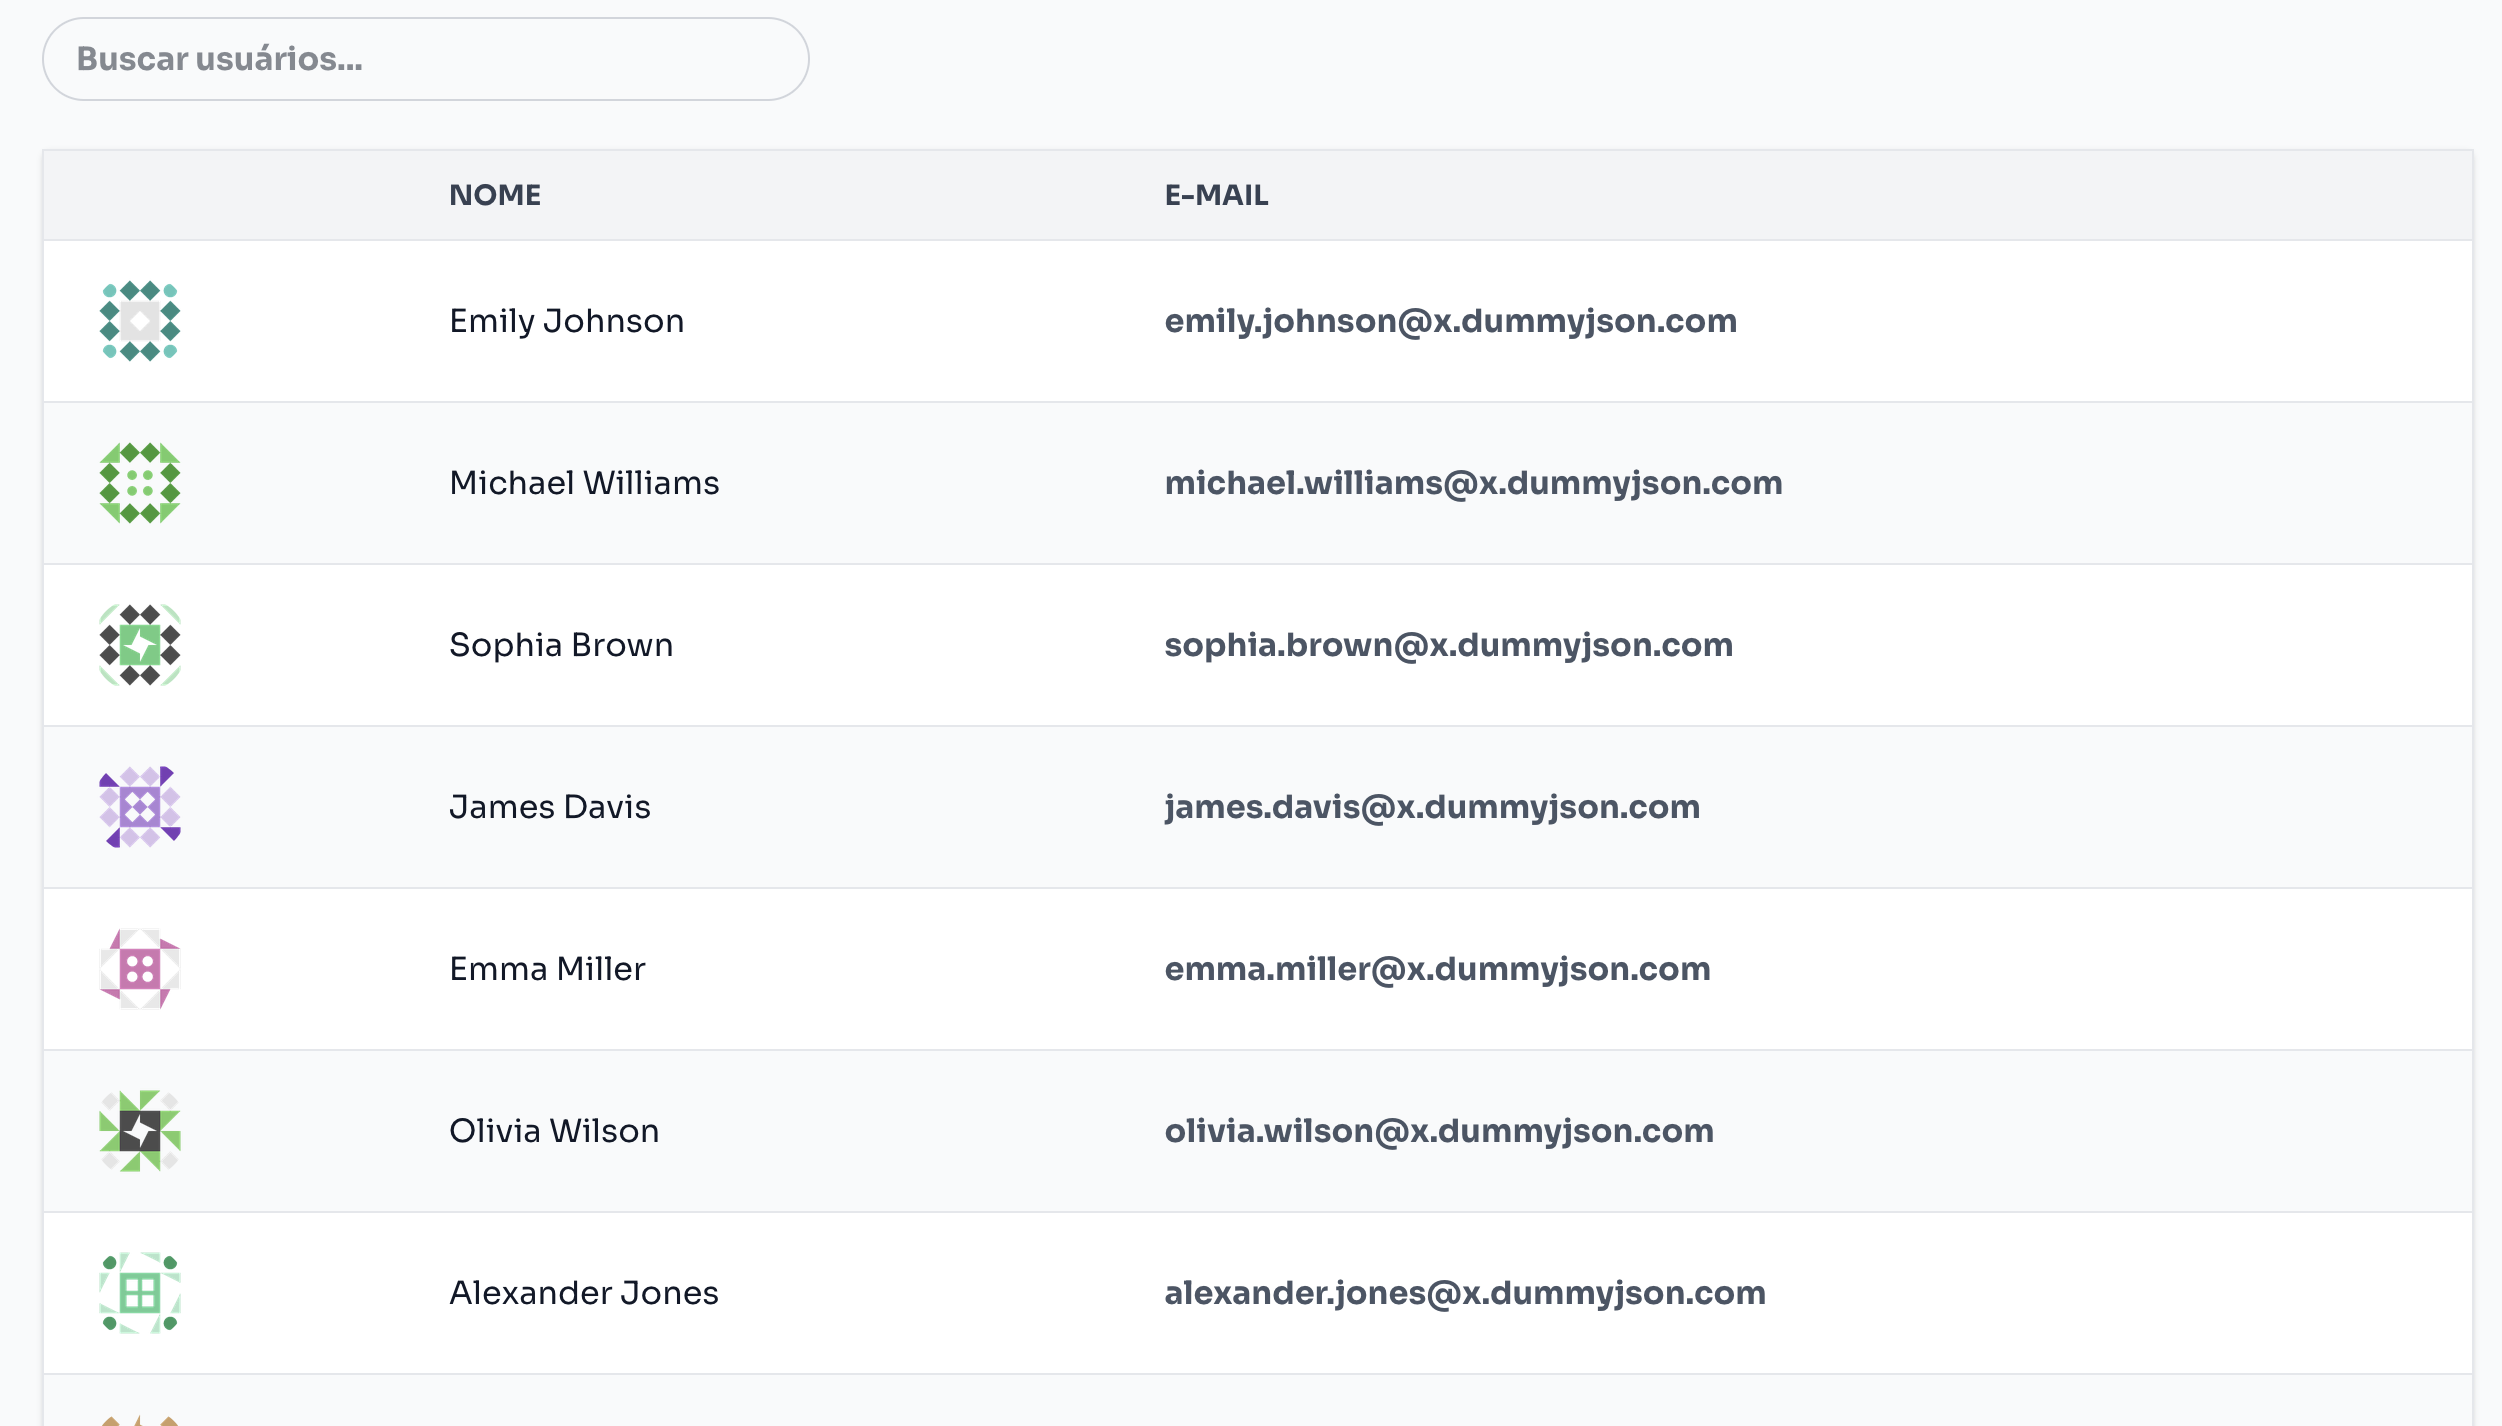 Buscar usuários...
NOME E-MAIL
Emily Johnson emily.johnson@x.dummyjson.com
Michael Williams michael.williams@x.dummyjson.com
Sophia Brown sophia.brown@x.dummyjson.com
James Davis james.davis@x.dummyjson.com
Emma Miller emma.miller@x.dummyjson.com
Olivia Wilson olivia.wilson@x.dummyjson.com
Alexander Jones alexander.jones@x.dummyjson.com